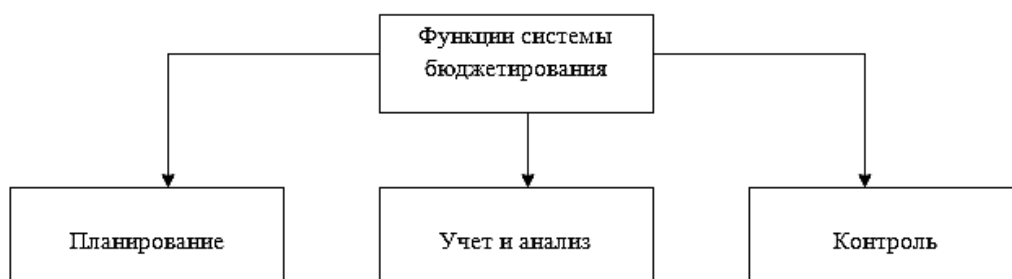 Функции системы
бюджетирования
Планирование
Учет и анализ
Контроль